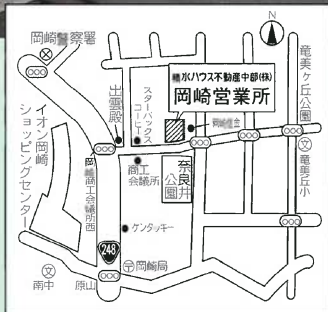 岡崎警察署
N
積水ハウス不動産中部(株)
岡崎営業所
竜美ヶ丘公園
出雲殿
スターバックス
コーヒー
岡崎信金
イオン岡崎
ショッピングセンター
岡崎商工会議所西
商工
会議所
奈良井
公園
文
竜美丘小
ケンタッキー
248
岡崎局
文
南中
原山